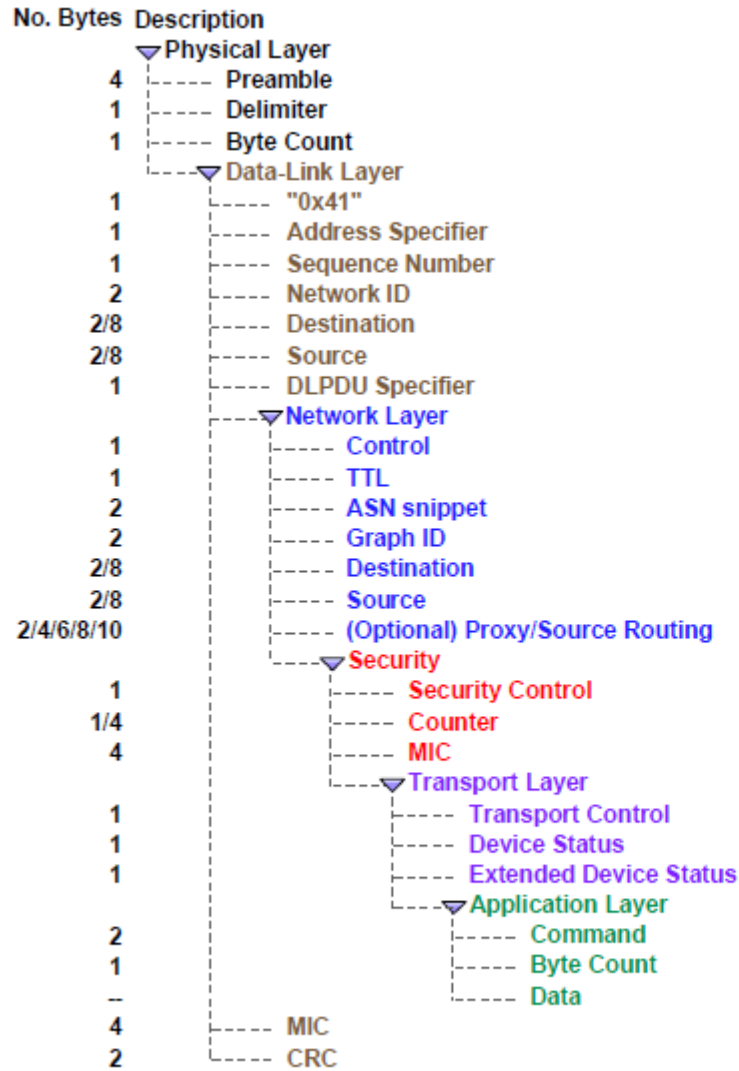 No. Bytes Description
Physical Layer
4 Preamble
1 Delimiter
1 Byte Count
Data-Link Layer
1 "0x41"
1 Address Specifier
1 Sequence Number
2 Network ID
2/8 Destination
2/8 Source
1 DLPDU Specifier
Network Layer
1 Control
1 TTL
2 ASN snippet
2 Graph ID
2/8 Destination
2/8 Source
2/4/6/8/10 (Optional) Proxy/Source Routing
Security
1 Security Control
1/4 Counter
4 MIC
Transport Layer
1 Transport Control
1 Device Status
1 Extended Device Status
Application Layer
2 Command
1 Byte Count
-- Data
4 MIC
2 CRC